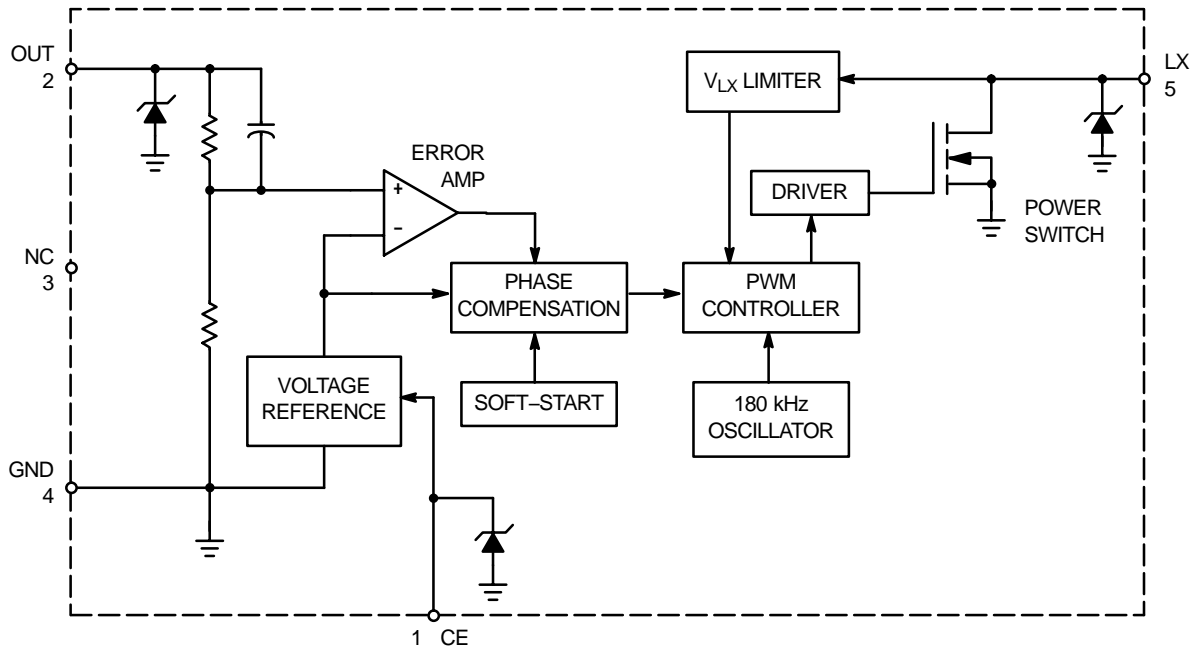 OUT
2
V_LX LIMITER
LX
5
ERROR
AMP
+
–
DRIVER
POWER
SWITCH
NC
3
PHASE
COMPENSATION
PWM
CONTROLLER
VOLTAGE
REFERENCE
SOFT–START
180 kHz
OSCILLATOR
GND
4
1 CE